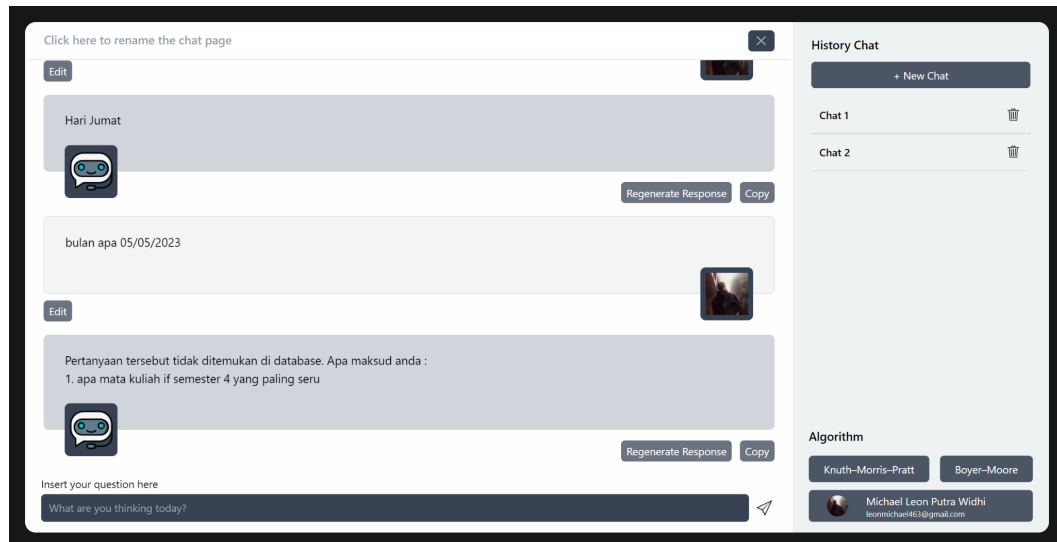 Click here to rename the chat page
Edit
Hari Jumat
Regenerate Response Copy
bulan apa 05/05/2023
Edit
Pertanyaan tersebut tidak ditemukan di database. Apa maksud anda :
1. apa mata kuliah if semester 4 yang paling seru
Regenerate Response Copy
Insert your question here
What are you thinking today?
History Chat
+ New Chat
Chat 1
Chat 2
Algorithm
Knuth–Morris–Pratt Boyer–Moore
Michael Leon Putra Widhi
leonmichael463@gmail.com